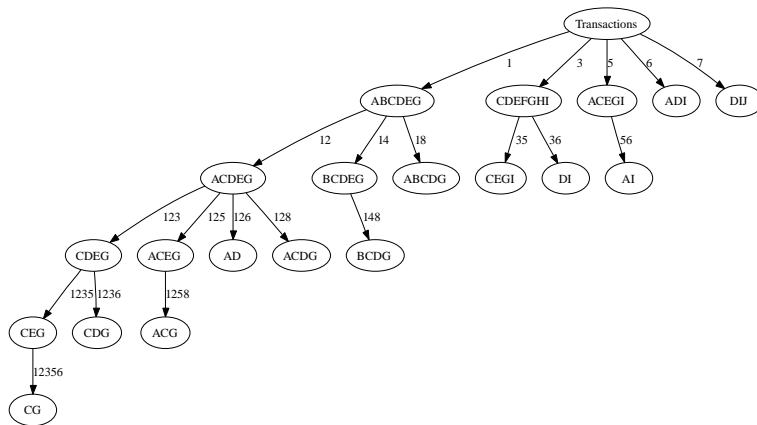 Transactions
1
3
5
6
7
ABCDEG
CDEFGHI
ACEGI
ADI
DIJ
12
14
18
35
36
56
ACDEG
BCDEG
ABCDG
CEGI
DI
AI
123
125
126
128
148
CDEG
ACEG
AD
ACDG
BCDG
1235
1236
1258
CEG
CDG
ACG
12356
CG